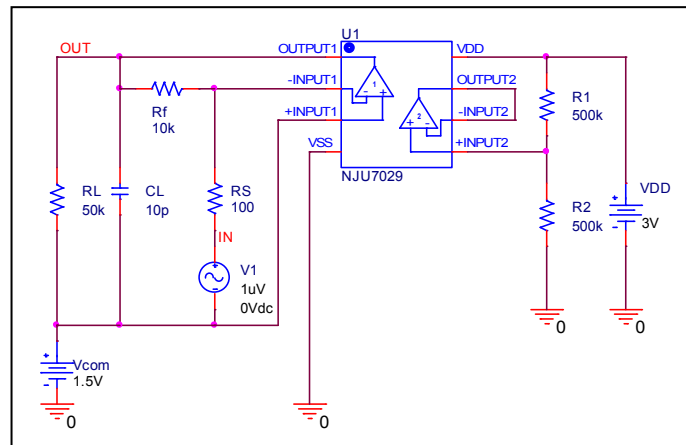 U1
OUT
OUTPUT1
VDD
-INPUT1
OUTPUT2
1
+INPUT1
-INPUT2
2
VSS
+INPUT2
NJU7029
Rf
10k
R1
500k
RL
50k
CL
10p
RS
100
R2
500k
VDD
3V
IN
V1
1uV
0Vdc
Vcom
1.5V
0
0
0
0